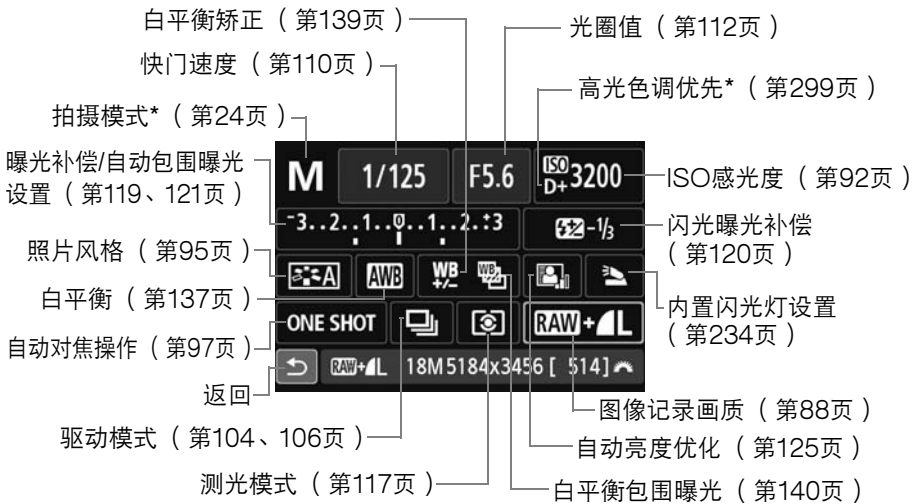 白平衡矫正（第139页）
光圈值（第112页）
快门速度（第110页）
高光色调优先*（第299页）
拍摄模式*（第24页）
曝光补偿/自动包围曝光
设置（第119、121页）
M 1/125 F5.6 ISO D+ 3200
ISO感光度（第92页）
-3..2..1..0..1..2.+3
-1/3
闪光曝光补偿
（第120页）
照片风格（第95页）
A AWB WB +/- WB
白平衡（第137页）
内置闪光灯设置
（第234页）
自动对焦操作（第97页）
ONE SHOT RAW+L
返回
RAW+L 18M 5184x3456 [ 514]
图像记录画质（第88页）
驱动模式（第104、106页）
自动亮度优化（第125页）
测光模式（第117页）
白平衡包围曝光（第140页）